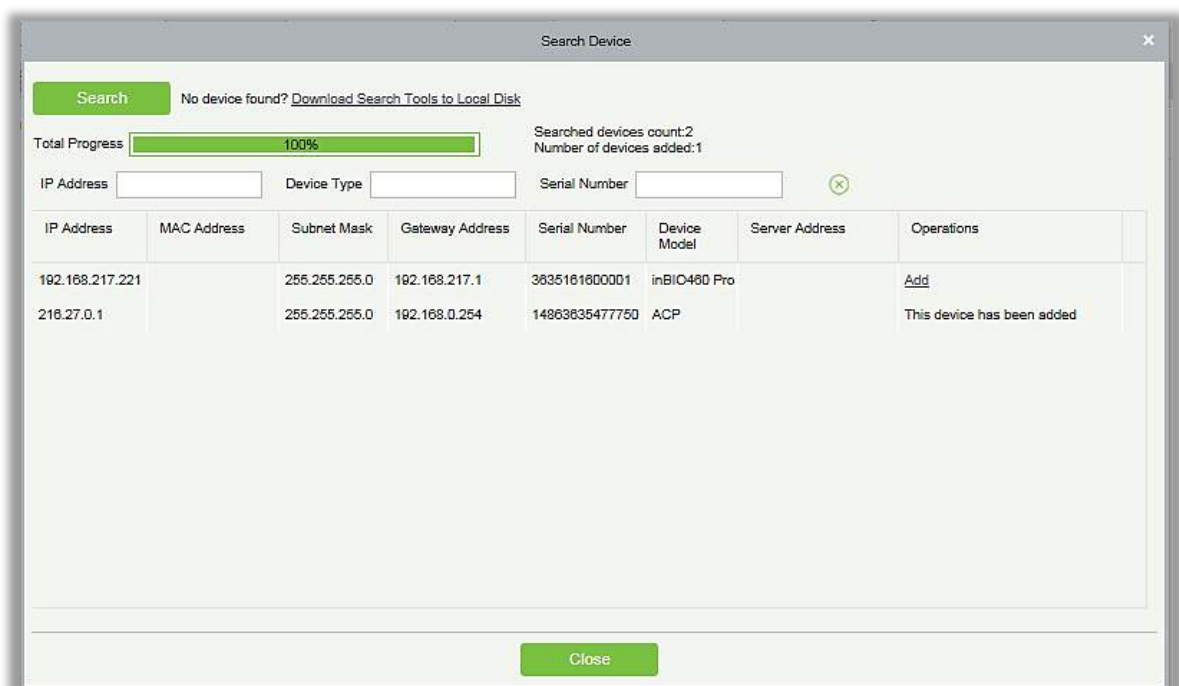 Search Device
Search
No device found? Download Search Tools to Local Disk
Total Progress
100%
Searched devices count:2
Number of devices added:1
IP Address
Device Type
Serial Number
IP Address MAC Address Subnet Mask Gateway Address Serial Number Device Model Server Address Operations
192.168.217.221 255.255.255.0 192.168.217.1 3635161600001 inBIO460 Pro Add
216.27.0.1 255.255.255.0 192.168.0.254 14863635477750 ACP This device has been added
Close